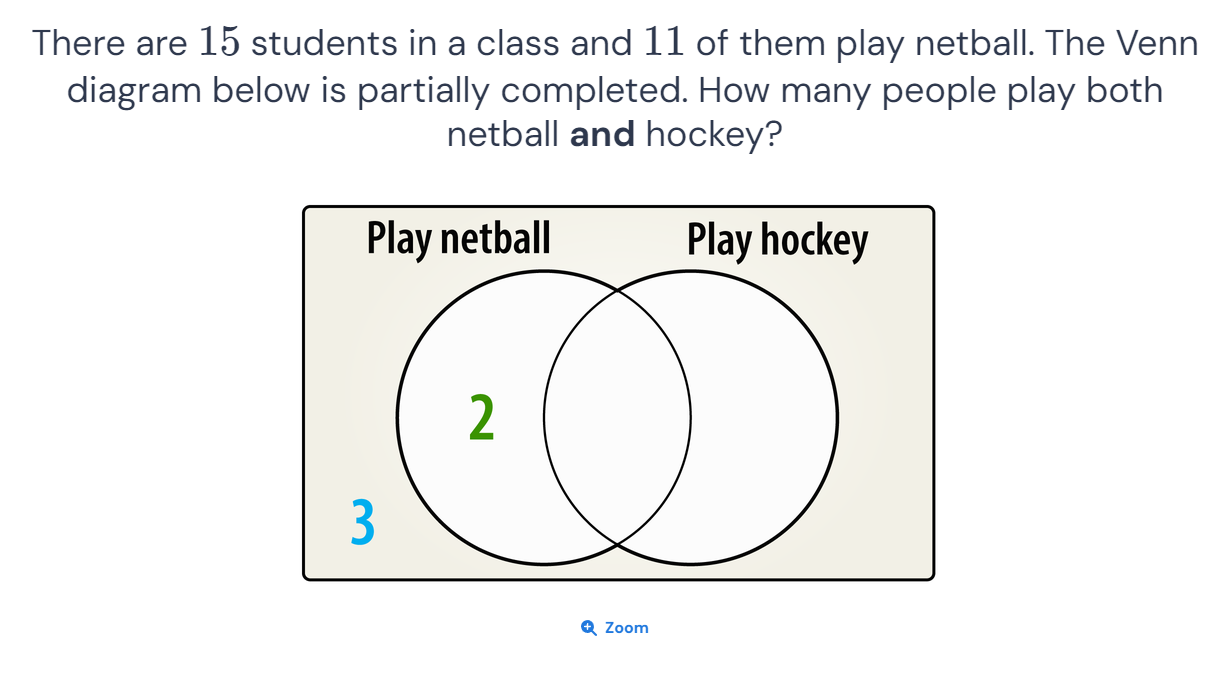 There are 15 students in a class and 11 of them play netball. The Venn
diagram below is partially completed. How many people play both
netball and hockey?
Play netball
Play hockey
2
3
Zoom